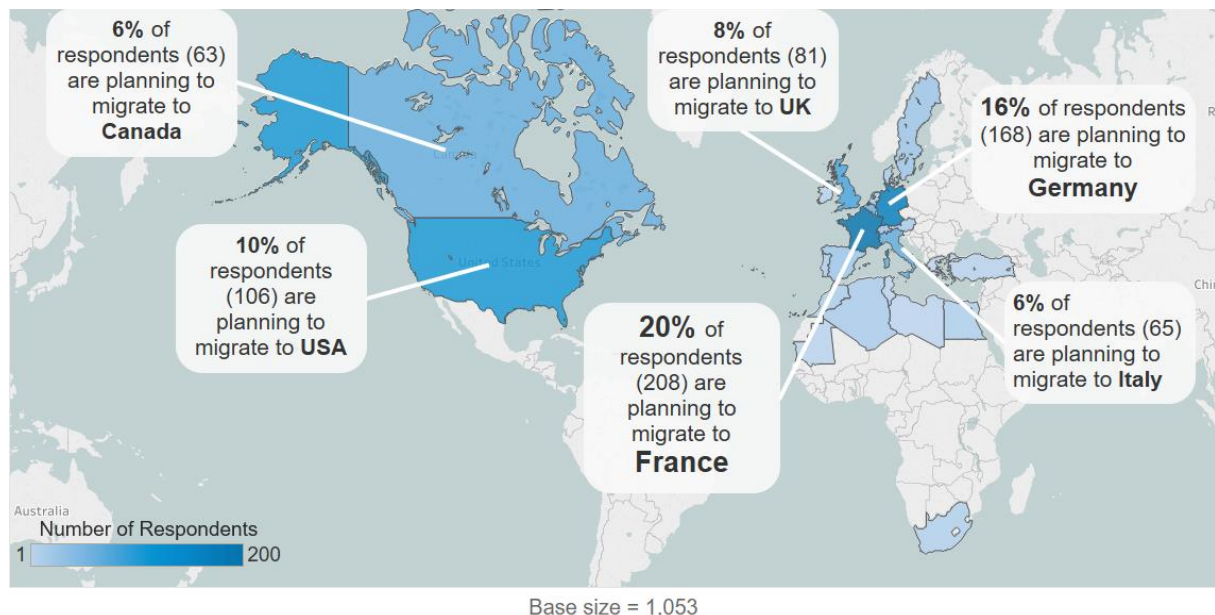 6% of
respondents (63)
are planning to
migrate to
Canada
8% of
respondents (81)
are planning to
migrate to UK
16% of respondents
(168) are planning to
migrate to
Germany
10% of
respondents
(106) are
planning to
migrate to USA
United States
20% of
respondents
(208) are
planning to
migrate to
France
6% of
respondents (65)
are planning to
migrate to Italy
Australia
Number of Respondents
1 200
Base size = 1,053